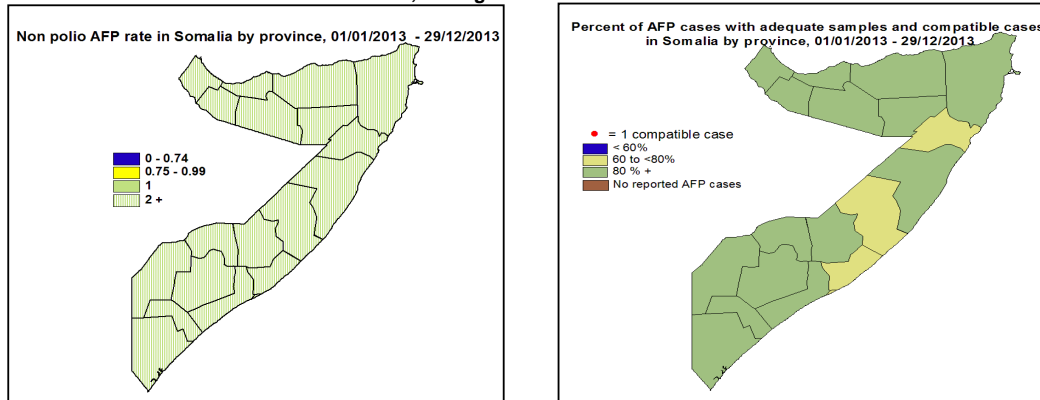 Non polio AFP rate in Somalia by province, 01/01/2013 - 29/12/2013
0 - 0.74
0.75 - 0.99
1
2 +
Percent of AFP cases with adequate samples and compatible cases
in Somalia by province, 01/01/2013 - 29/12/2013
= 1 compatible case
< 60%
60 to <80%
80 % +
No reported AFP cases